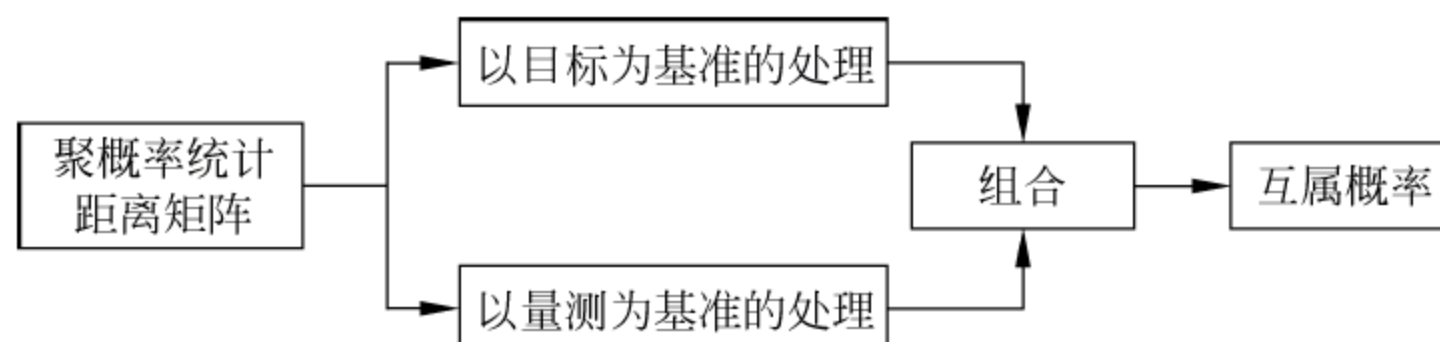 聚概率统计
距离矩阵
以目标为基准的处理
以量测为基准的处理
组合
互属概率